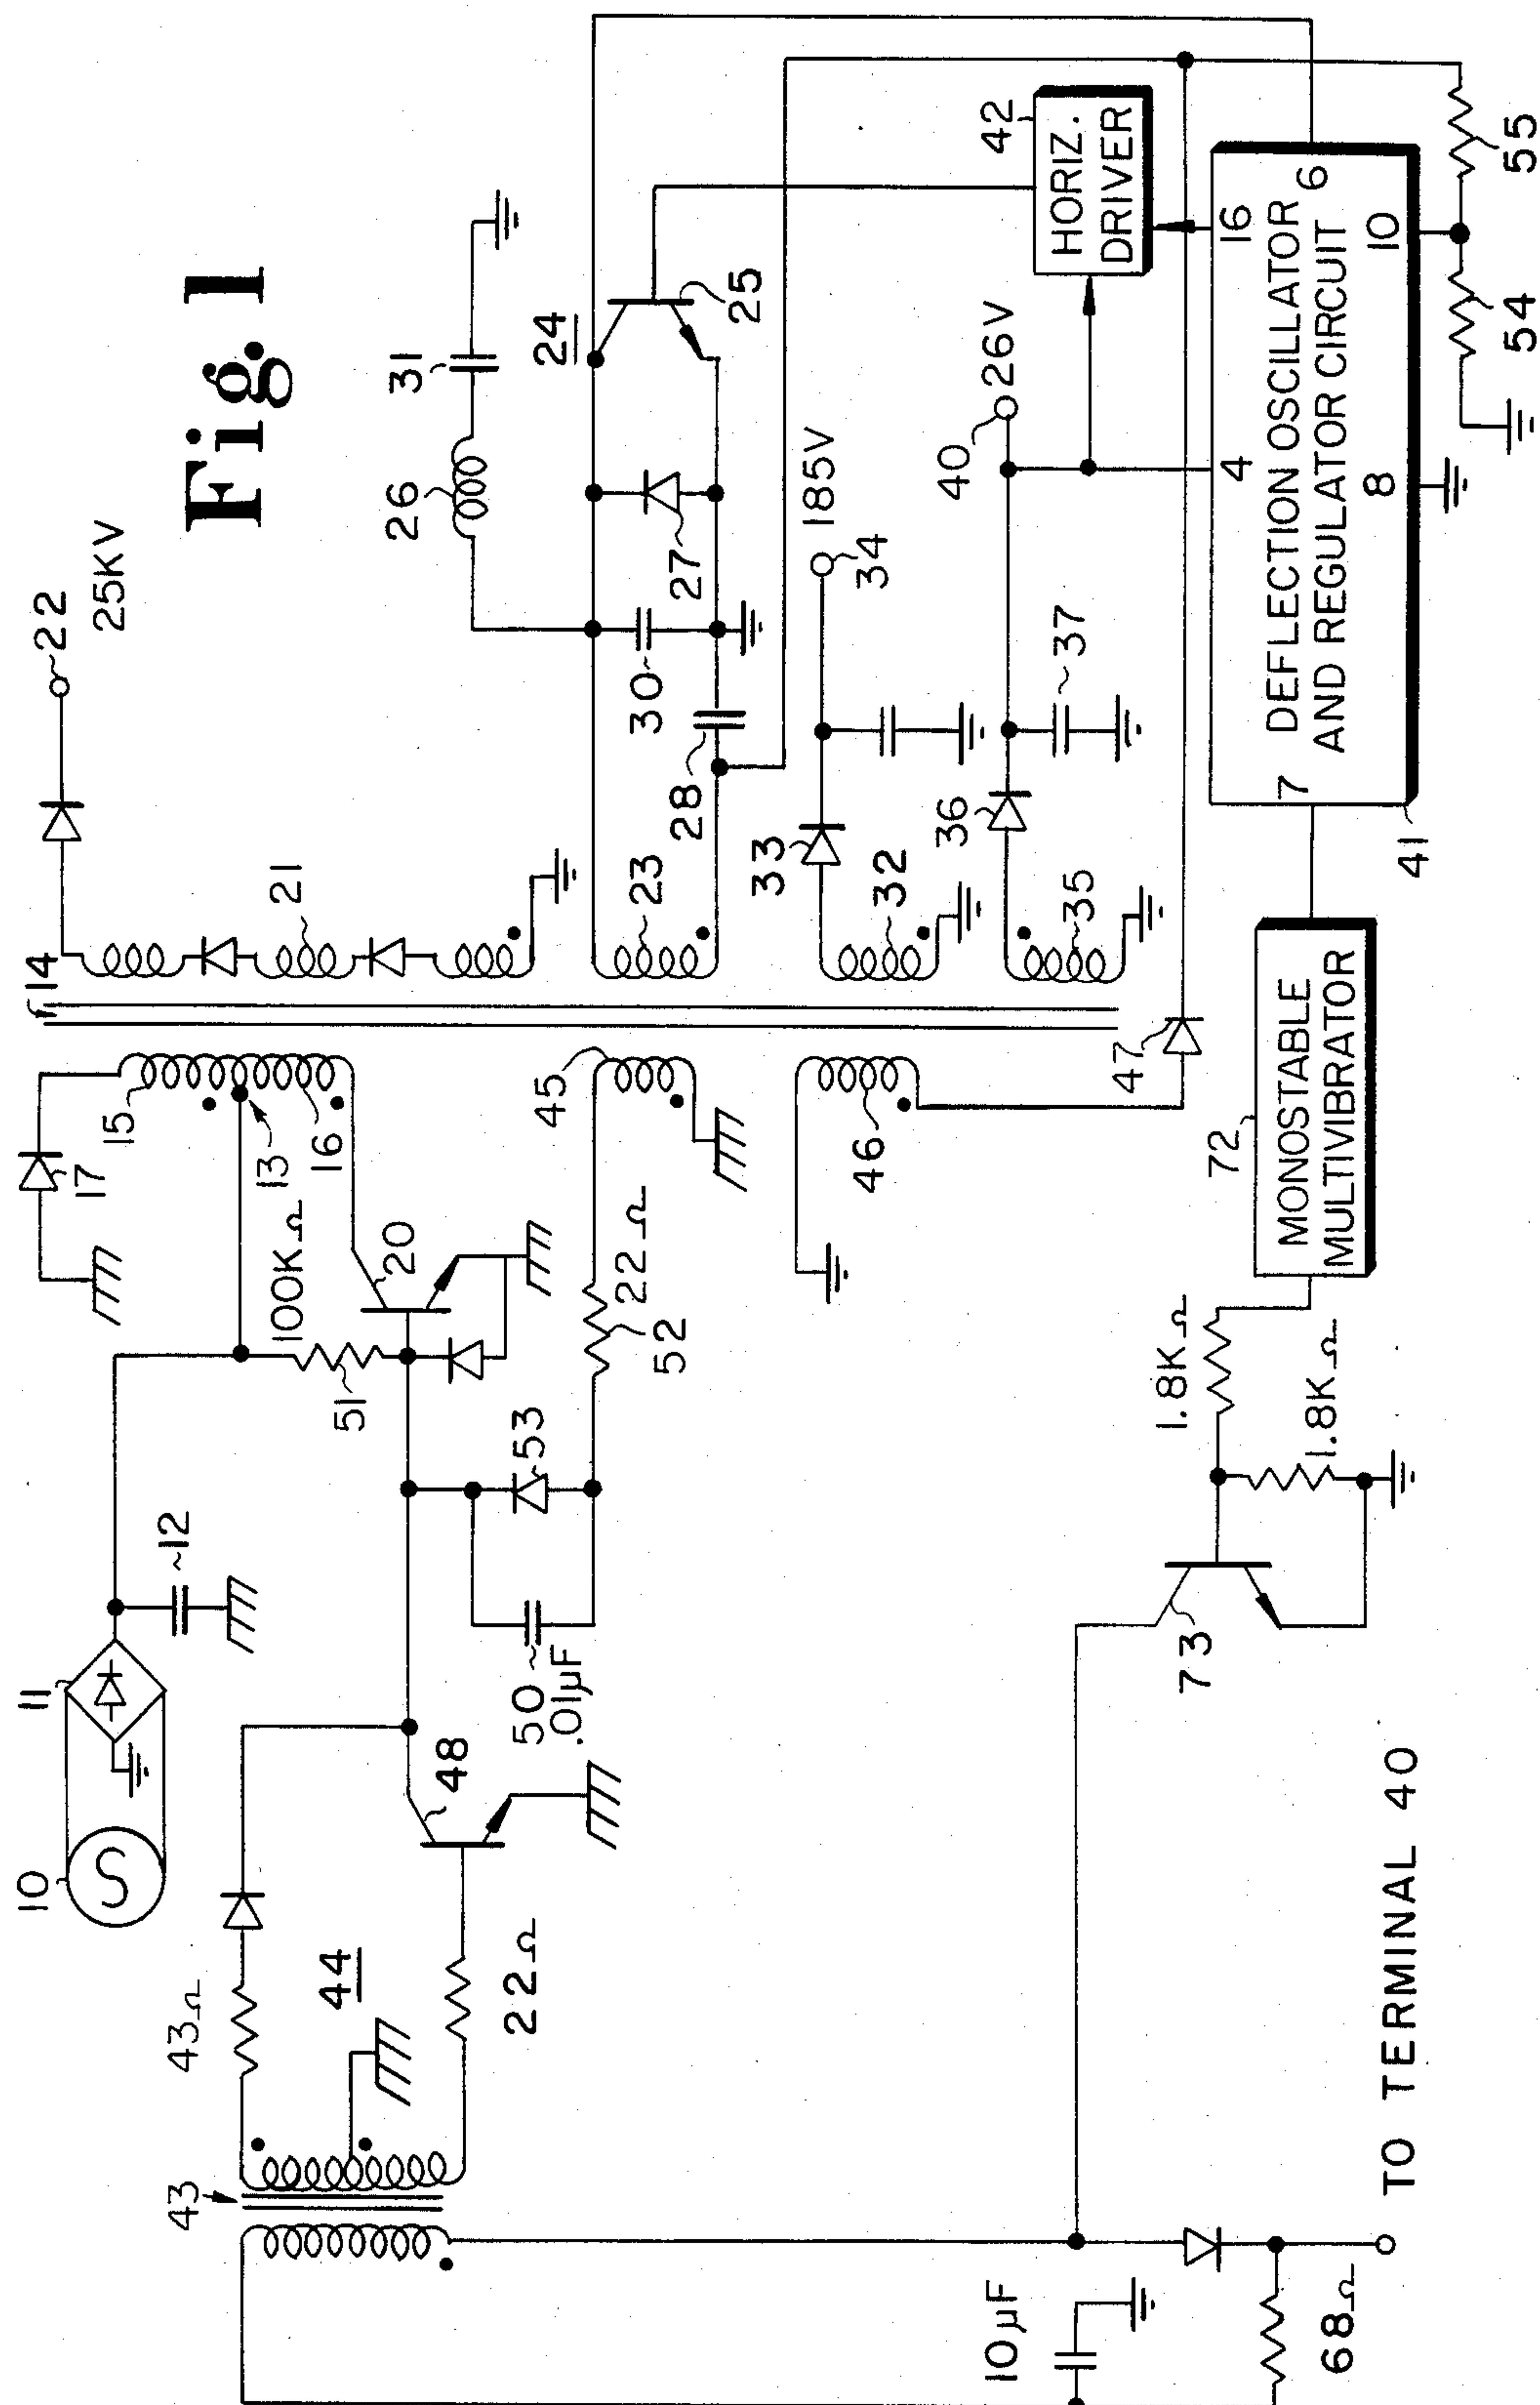 Fig. 1
14
22
25KV
21
31
26
24
25
27
30
28
23
185V
34
33
32
26V
40
36
37
35
42
HORIZ.
DRIVER
16
6
4
DEFLECTION OSCILLATOR
AND REGULATOR CIRCUIT
7
8
10
41
54
55
17
15
13
16
100KΩ
51
20
45
22Ω
52
46
47
53
50
.01µF
12
11
10
48
44
43Ω
22Ω
43
72
MONOSTABLE
MULTIVIBRATOR
1.8KΩ
1.8KΩ
73
10µF
68Ω
TO TERMINAL 40